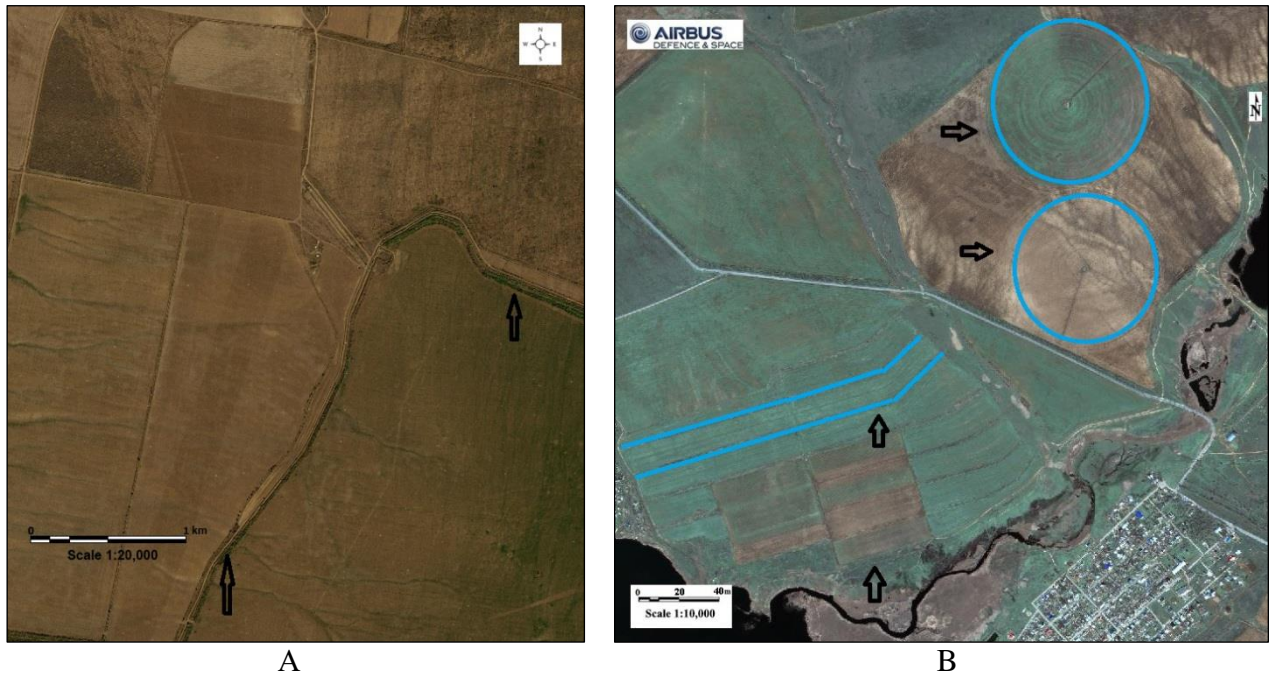 N
W E
S
0 1 km
Scale 1:20,000
A
AIRBUS
DEFENCE & SPACE
N
0 20 40m
Scale 1:10,000
B